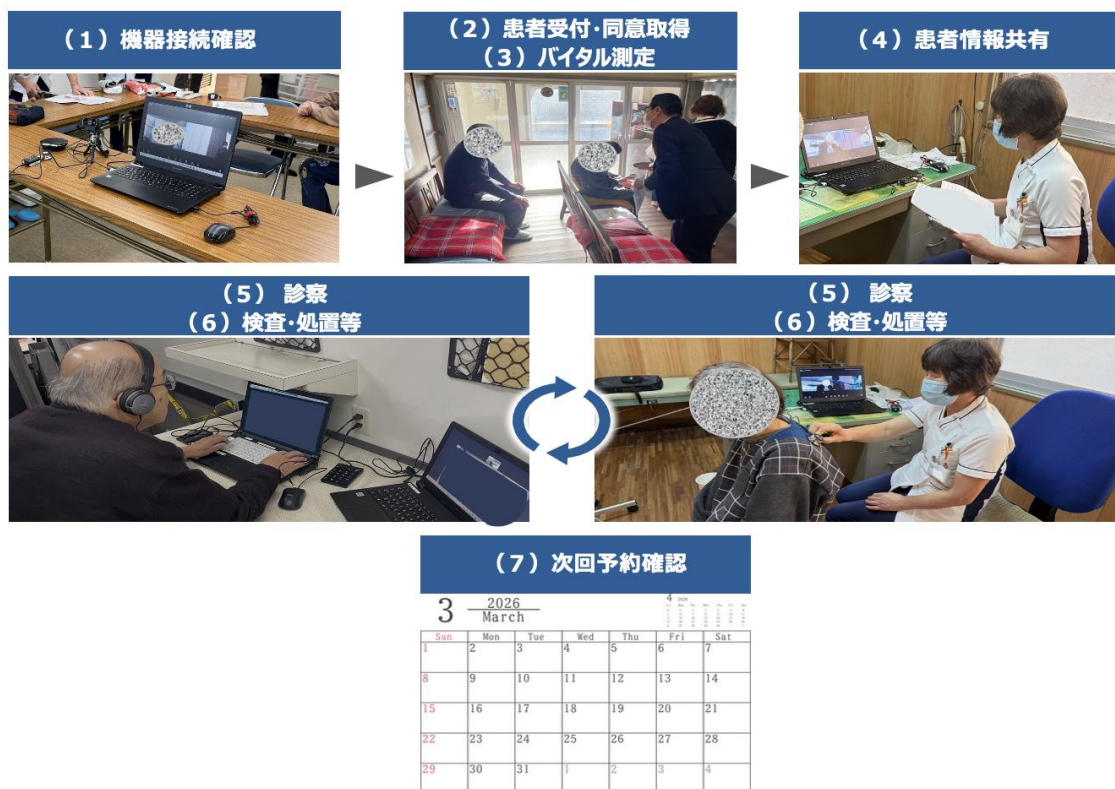 （1）機器接続確認
（2）患者受付･同意取得
（3）バイタル測定
（4）患者情報共有
（5） 診察
（6）検査･処置等
（5） 診察
（6）検査･処置等
（7）次回予約確認
3 2026 March
4 2026
Sun Mon Tue Wed Thu Fri Sat
1 2 3 4 5 6 7
8 9 10 11 12 13 14
15 16 17 18 19 20 21
22 23 24 25 26 27 28
29 30 31 1 2 3 4